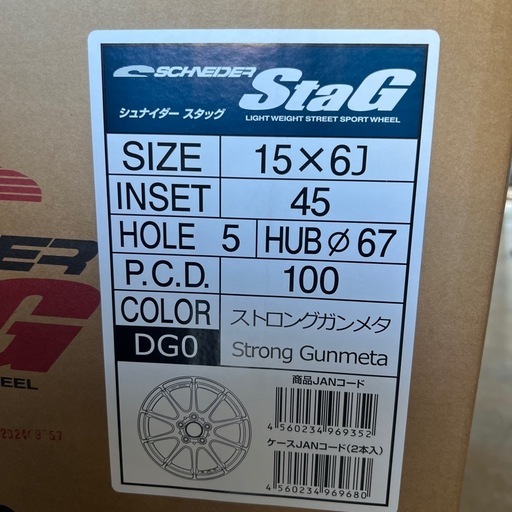 SCHNEIDER StaG
シュナイダー スタッグ
LIGHT WEIGHT STREET SPORT WHEEL
SIZE 15×6J
INSET 45
HOLE 5 HUBφ67
P.C.D. 100
COLOR ストロングガンメタ
DG0 Strong Gunmeta
商品JANコード
4560234969352
ケースJANコード(2本入)
4560234969680